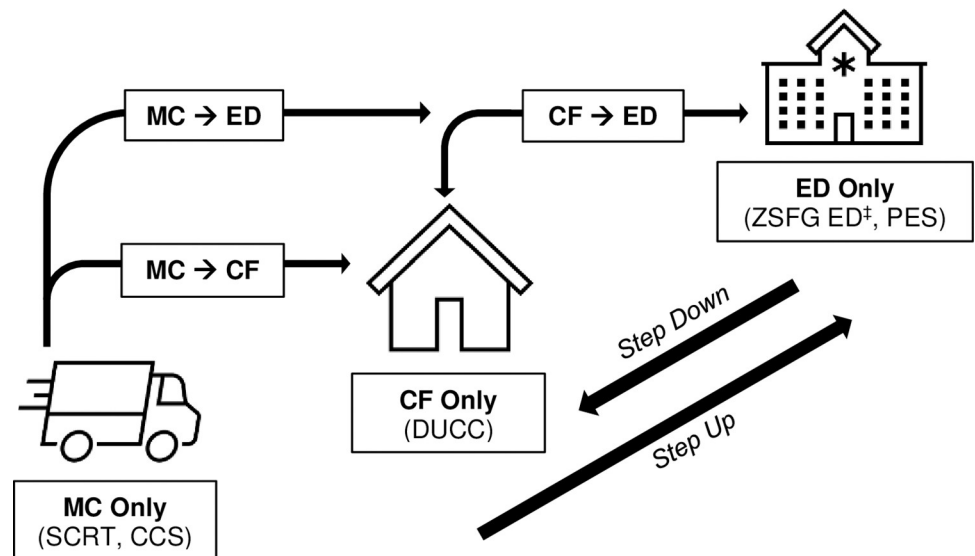 MC → ED
CF → ED
ED Only
(ZSFG ED‡, PES)
MC → CF
Step Down
Step Up
CF Only
(DUCC)
MC Only
(SCRT, CCS)